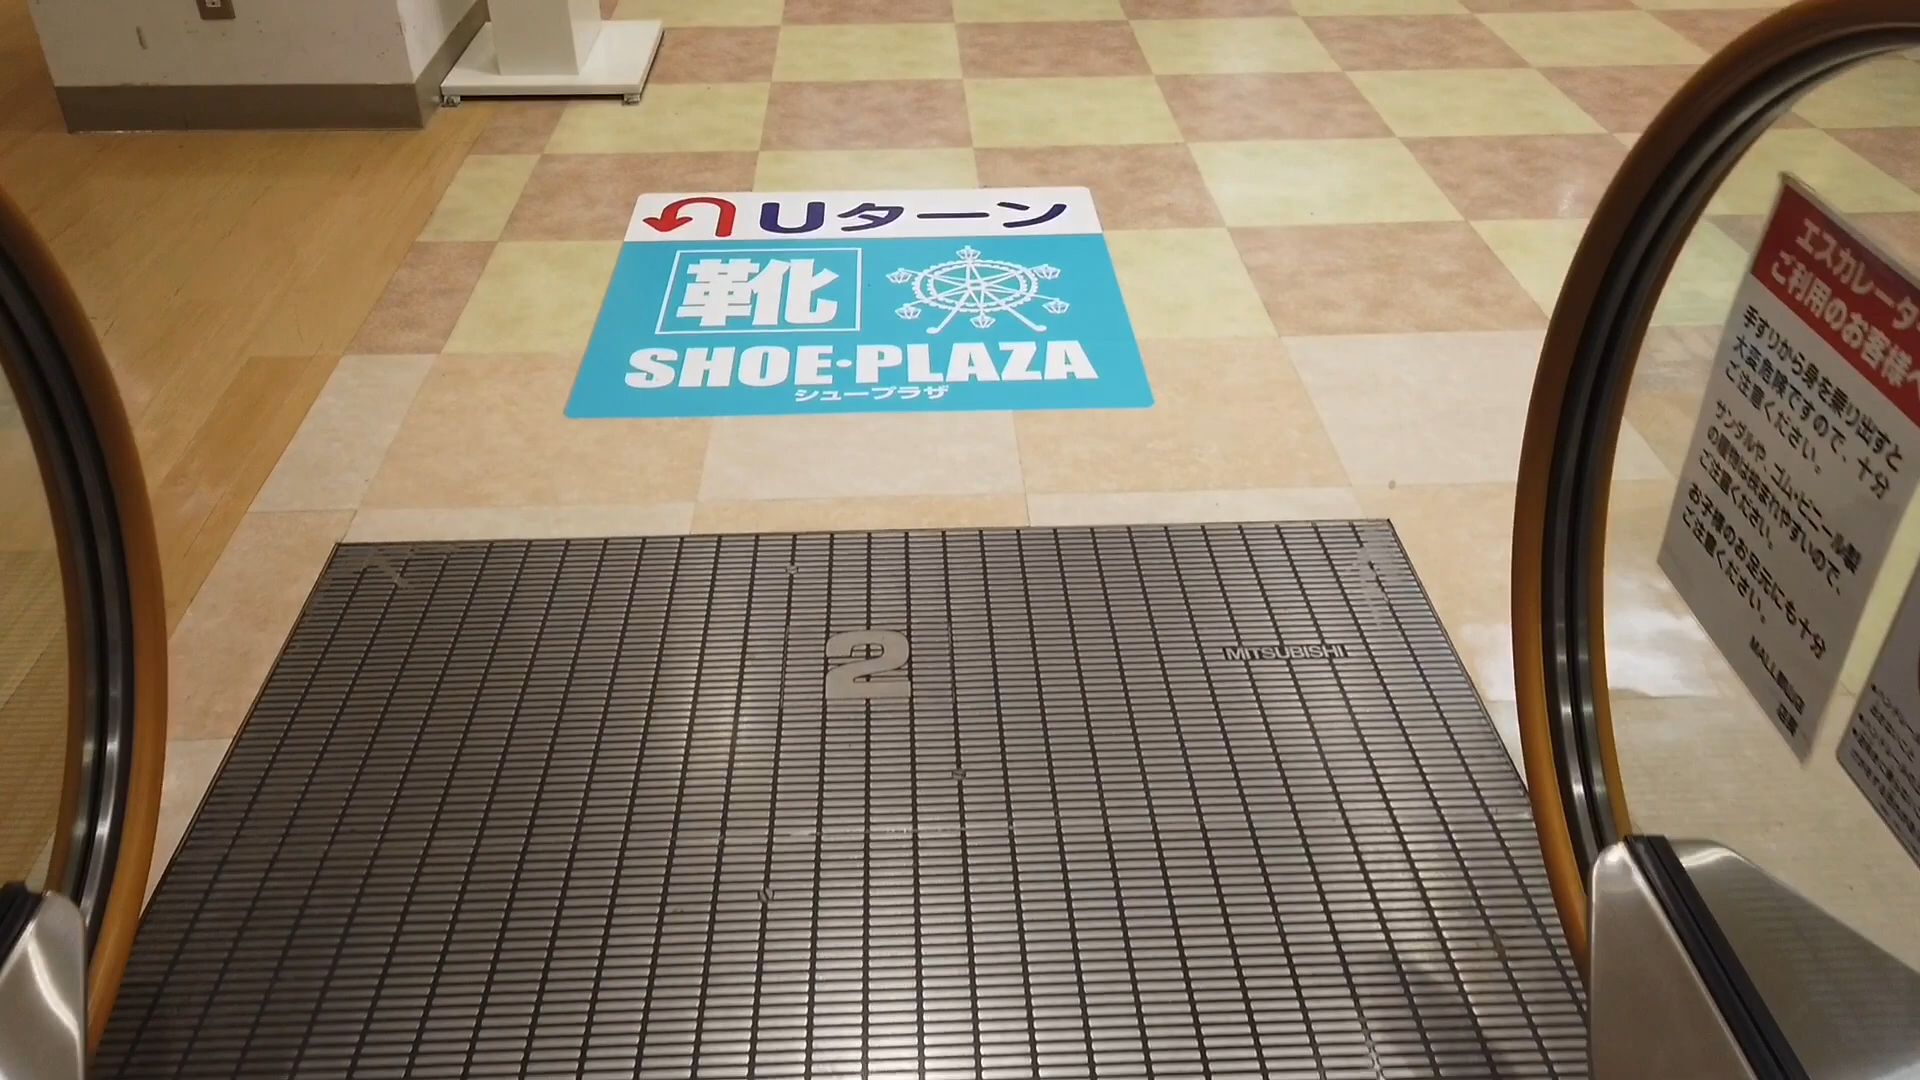 Uターン
靴
SHOE・PLAZA
シュープラザ
2
MITSUBISHI
エスカレーター
ご利用のお客様へ
手すりから身を乗り出すと
大変危険ですので、十分
ご注意ください。
サンダルや、ゴム・ビニール製
の履物は挟まれやすいので、
ご注意ください。
お子様のお足元にも十分
ご注意ください。